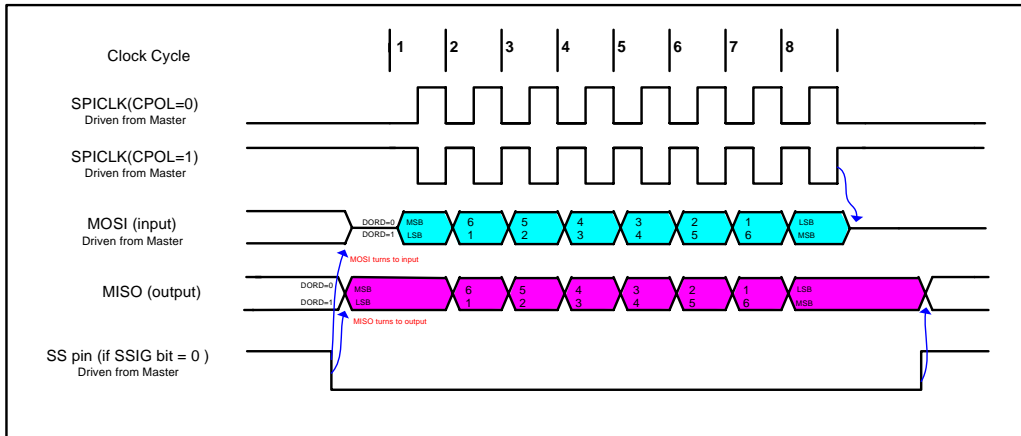 Clock Cycle
1 2 3 4 5 6 7 8
SPICLK(CPOL=0)
Driven from Master
SPICLK(CPOL=1)
Driven from Master
MOSI (input)
Driven from Master
DORD=0 MSB 6 5 4 3 2 1 LSB
DORD=1 LSB 1 2 3 4 5 6 MSB
MOSI turns to input
MISO (output)
DORD=0 MSB 6 5 4 3 2 1 LSB
DORD=1 LSB 1 2 3 4 5 6 MSB
MISO turns to output
SS pin (if SSIG bit = 0 )
Driven from Master